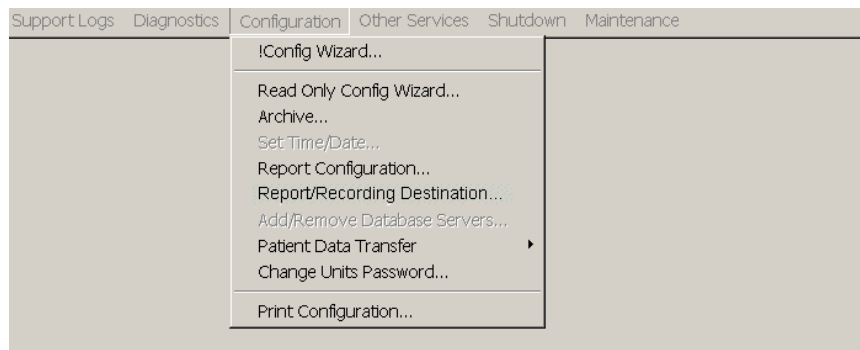 Support Logs Diagnostics Configuration Other Services Shutdown Maintenance
!Config Wizard...
Read Only Config Wizard...
Archive...
Set Time/Date...
Report Configuration...
Report/Recording Destination...
Add/Remove Database Servers...
Patient Data Transfer
Change Units Password...
Print Configuration...